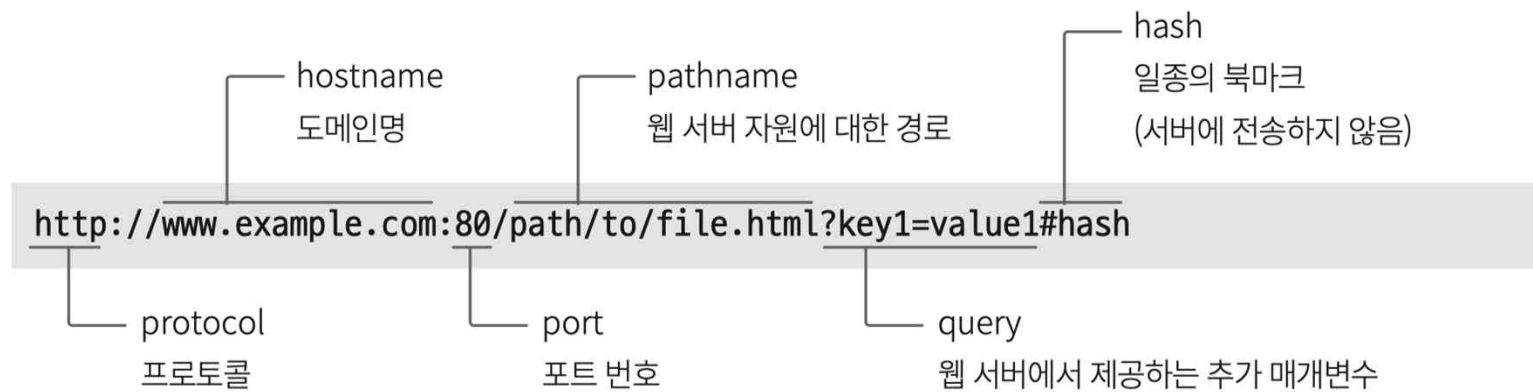 hash
일종의 북마크
(서버에 전송하지 않음)
hostname
도메인명
pathname
웹 서버 자원에 대한 경로
http://www.example.com:80/path/to/file.html?key1=value1#hash
protocol
프로토콜
port
포트 번호
query
웹 서버에서 제공하는 추가 매개변수